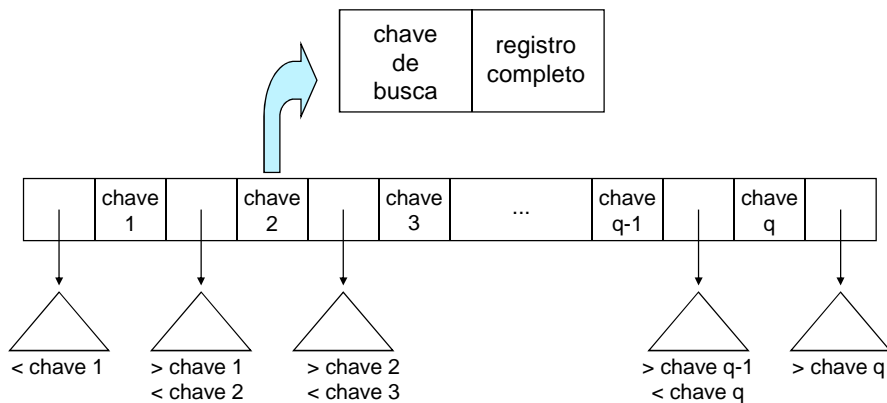 chave
de
busca
registro
completo
chave
1
chave
2
chave
3
...
chave
q-1
chave
q
< chave 1
> chave 1
< chave 2
> chave 2
< chave 3
> chave q-1
< chave q
> chave q